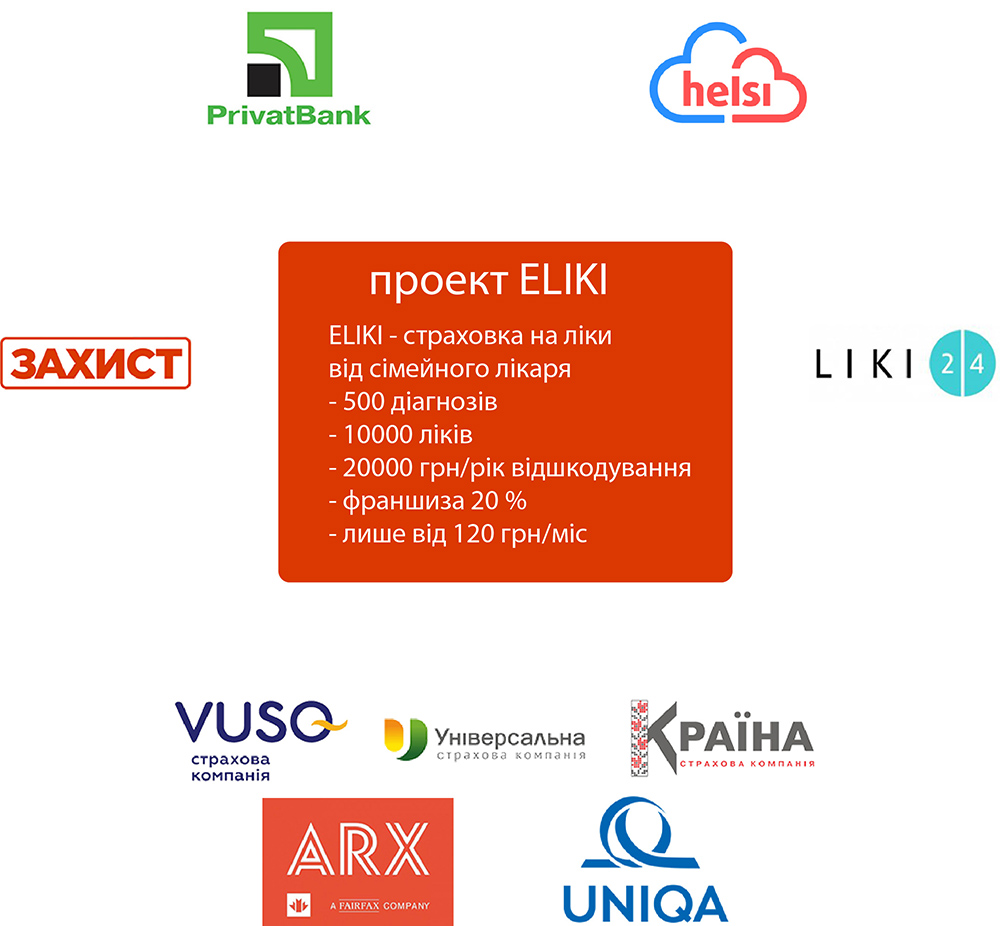 PrivatBank
helsi
проект ELIKI
ELIKI - страховка на ліки
від сімейного лікаря
- 500 діагнозів
- 10000 ліків
- 20000 грн/рік відшкодування
- франшиза 20 %
- лише від 120 грн/міс
ЗАХИСТ
LIKI 24
VUSO
страхова
компанія
Універсальна
страхова компанія
КРАЇНА
СТРАХОВА КОМПАНІЯ
ARX
A FAIRFAX COMPANY
UNIQA